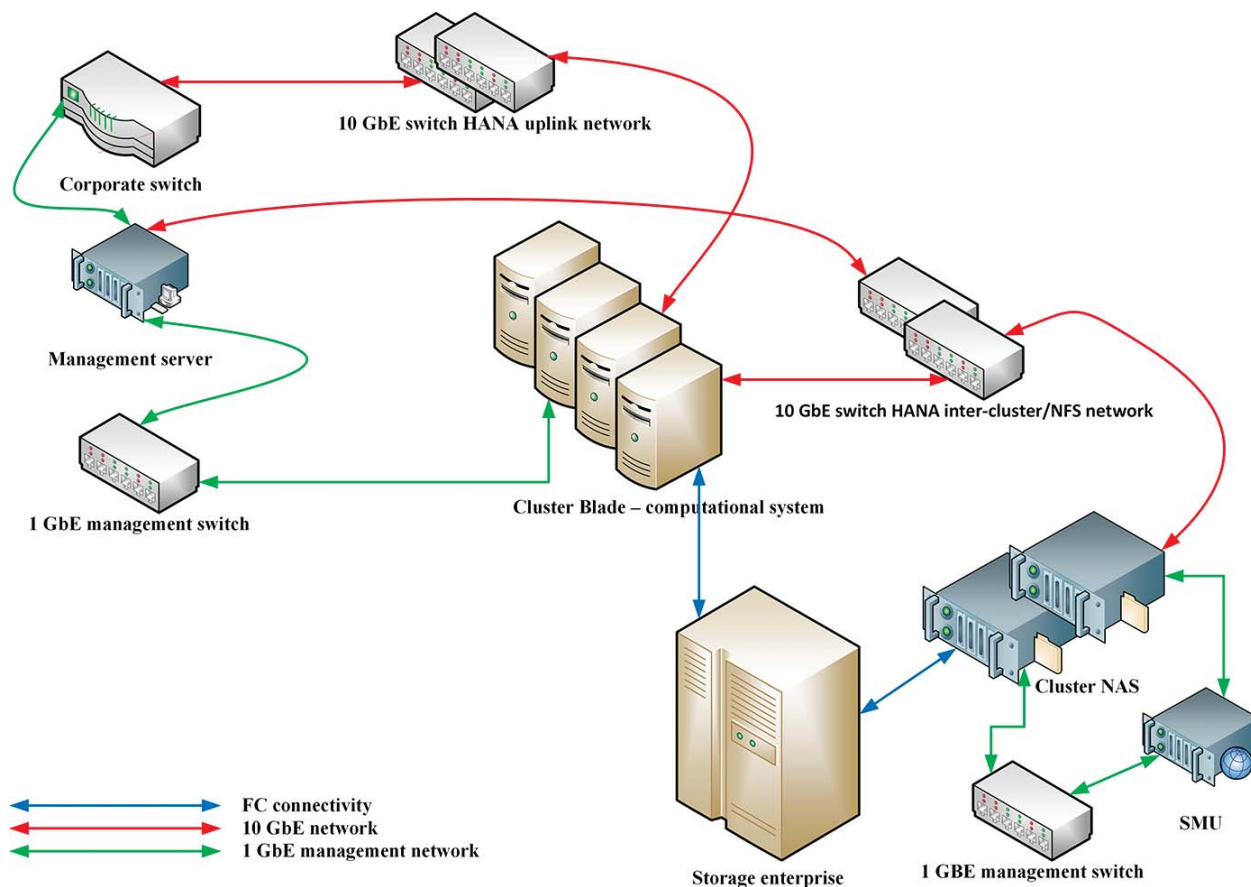 10 GbE switch HANA uplink network
Corporate switch
Management server
10 GbE switch HANA inter-cluster/NFS network
1 GbE management switch
Cluster Blade – computational system
Cluster NAS
SMU
1 GBE management switch
Storage enterprise
FC connectivity
10 GbE network
1 GbE management network